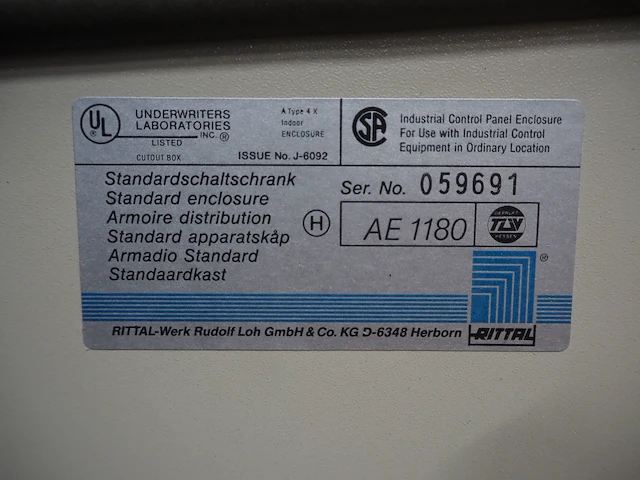 UL ®
UNDERWRITERS
LABORATORIES
INC.®
LISTED
CUTOUT BOX
A Type 4 X
Indoor
ENCLOSURE
ISSUE No. J-6092
SA
Industrial Control Panel Enclosure
For Use with Industrial Control
Equipment in Ordinary Location
Standardschaltschrank
Standard enclosure
Armoire distribution
Standard apparatskåp
Armadio Standard
Standaardkast
H
Ser. No. 059691
AE 1180
GEPRÜFT
TÜV
HESSEN
®
RITTAL-Werk Rudolf Loh GmbH & Co. KG D-6348 Herborn
RITTAL